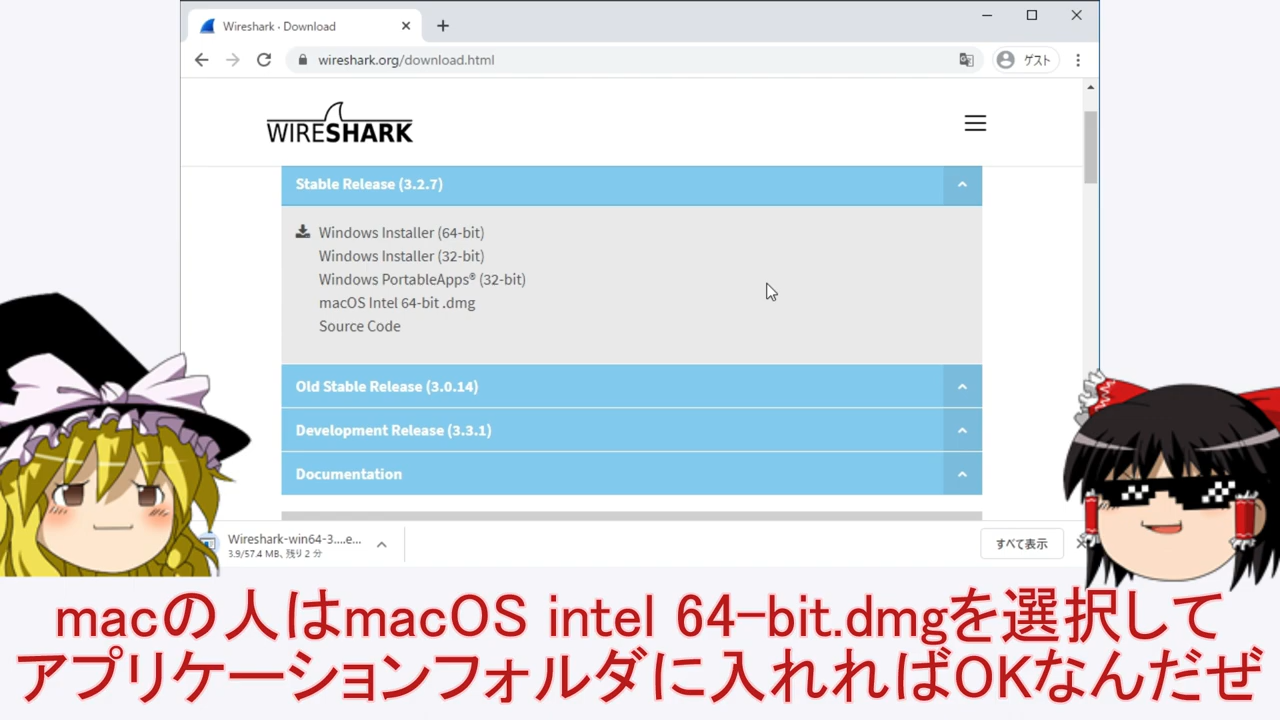 Wireshark · Download
wireshark.org/download.html
ゲスト
WIRESHARK
Stable Release (3.2.7)
Windows Installer (64-bit)
Windows Installer (32-bit)
Windows PortableApps® (32-bit)
macOS Intel 64-bit .dmg
Source Code
Old Stable Release (3.0.14)
Development Release (3.3.1)
Documentation
Wireshark-win64-3....e...
3.9/57.4 MB、残り 2 分
すべて表示
macの人はmacOS intel 64-bit.dmgを選択して
アプリケーションフォルダに入れればOKなんだぜ